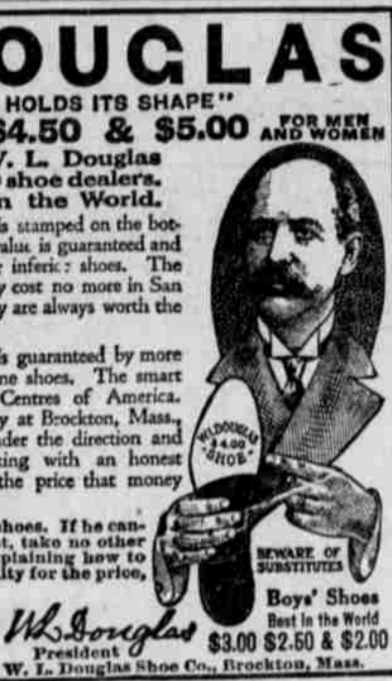 OUGLAS
HOLDS ITS SHAPE"
$4.50 & $5.00 FOR MEN AND WOMEN
W. L. Douglas
shoe dealers.
n the World.
is stamped on the bot-
value is guaranteed and
inferior shoes. The
y cost no more in San
y are always worth the
is guaranteed by more
ne shoes. The smart
Centres of America.
y at Brockton, Mass.,
nder the direction and
king with an honest
the price that money
W.L.DOUGLAS
$4.00
SHOE
shoes. If he can-
t, take no other
plaining how to
lity for the price,
BEWARE OF
SUBSTITUTES
W L Douglas
President
W. L. Douglas Shoe Co., Brockton, Mass.
Boys' Shoes
Best in the World
$3.00 $2.50 & $2.00